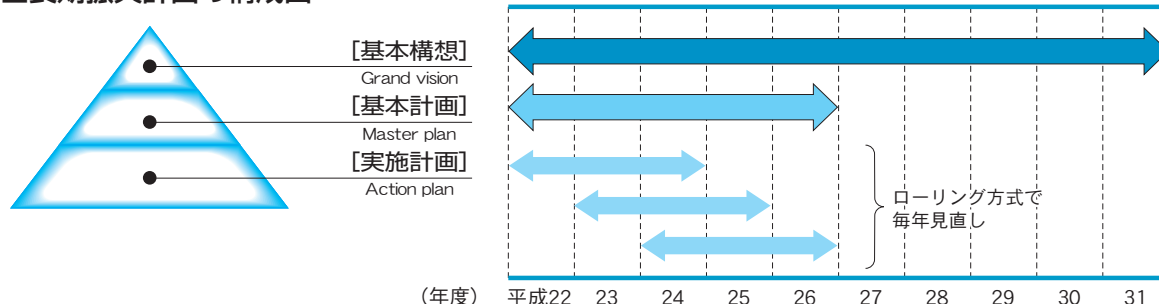 [基本構想]
Grand vision
[基本計画]
Master plan
[実施計画]
Action plan
ローリング方式で
毎年見直し
(年度) 平成22 23 24 25 26 27 28 29 30 31